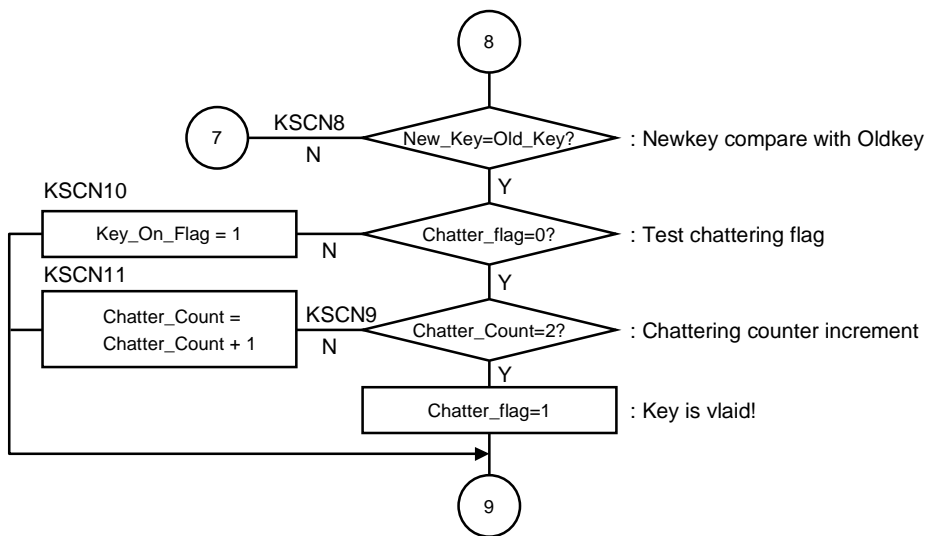 8
7
KSCN8
N
New_Key=Old_Key?
: Newkey compare with Oldkey
Y
KSCN10
Key_On_Flag = 1
N
Chatter_flag=0?
: Test chattering flag
Y
KSCN11
Chatter_Count =
Chatter_Count + 1
KSCN9
N
Chatter_Count=2?
: Chattering counter increment
Y
Chatter_flag=1
: Key is vlaid!
9